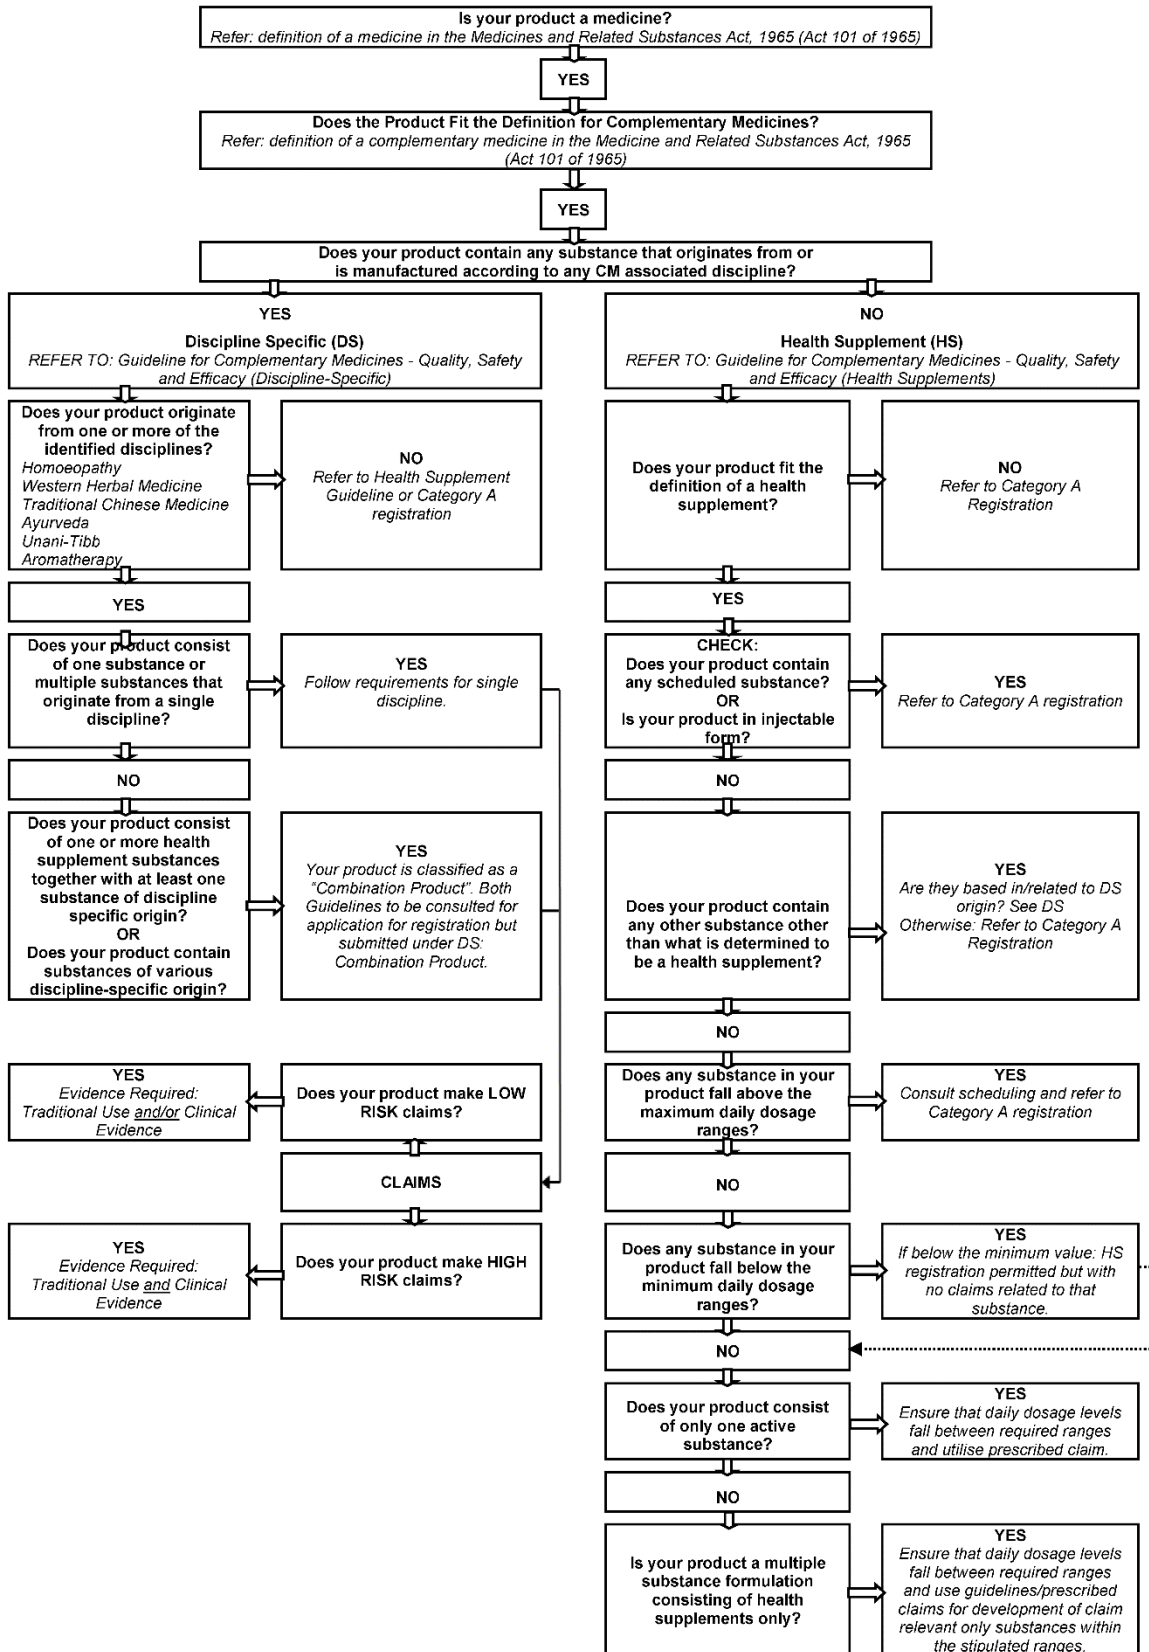 Is your product a medicine?
Refer: definition of a medicine in the Medicines and Related Substances Act, 1965 (Act 101 of 1965)
YES
Does the Product Fit the Definition for Complementary Medicines?
Refer: definition of a complementary medicine in the Medicine and Related Substances Act, 1965
(Act 101 of 1965)
YES
Does your product contain any substance that originates from or
is manufactured according to any CM associated discipline?
YES
Discipline Specific (DS)
REFER TO: Guideline for Complementary Medicines - Quality, Safety
and Efficacy (Discipline-Specific)
NO
Health Supplement (HS)
REFER TO: Guideline for Complementary Medicines - Quality, Safety
and Efficacy (Health Supplements)
Does your product originate
from one or more of the
identified disciplines?
Homoeopathy
Western Herbal Medicine
Traditional Chinese Medicine
Ayurveda
Unani-Tibb
Aromatherapy
NO
Refer to Health Supplement
Guideline or Category A
registration
YES
Does your product consist
of one substance or
multiple substances that
originate from a single
discipline?
YES
Follow requirements for single
discipline.
NO
Does your product consist
of one or more health
supplement substances
together with at least one
substance of discipline
specific origin?
OR
Does your product contain
substances of various
discipline-specific origin?
YES
Your product is classified as a
"Combination Product". Both
Guidelines to be consulted for
application for registration but
submitted under DS:
Combination Product.
YES
Evidence Required:
Traditional Use and/or Clinical
Evidence
Does your product make LOW
RISK claims?
CLAIMS
YES
Evidence Required:
Traditional Use and Clinical
Evidence
Does your product make HIGH
RISK claims?
Does your product fit the
definition of a health
supplement?
NO
Refer to Category A
Registration
YES
CHECK:
Does your product contain
any scheduled substance?
OR
Is your product in injectable
form?
YES
Refer to Category A registration
NO
Does your product contain
any other substance other
than what is determined to
be a health supplement?
YES
Are they based in/related to DS
origin? See DS
Otherwise: Refer to Category A
Registration
NO
Does any substance in your
product fall above the
maximum daily dosage
ranges?
YES
Consult scheduling and refer to
Category A registration
NO
Does any substance in your
product fall below the
minimum daily dosage
ranges?
YES
If below the minimum value: HS
registration permitted but with
no claims related to that
substance.
NO
Does your product consist
of only one active
substance?
YES
Ensure that daily dosage levels
fall between required ranges
and utilise prescribed claim.
NO
Is your product a multiple
substance formulation
consisting of health
supplements only?
YES
Ensure that daily dosage levels
fall between required ranges
and use guidelines/prescribed
claims for development of claim
relevant only substances within
the stipulated ranges.